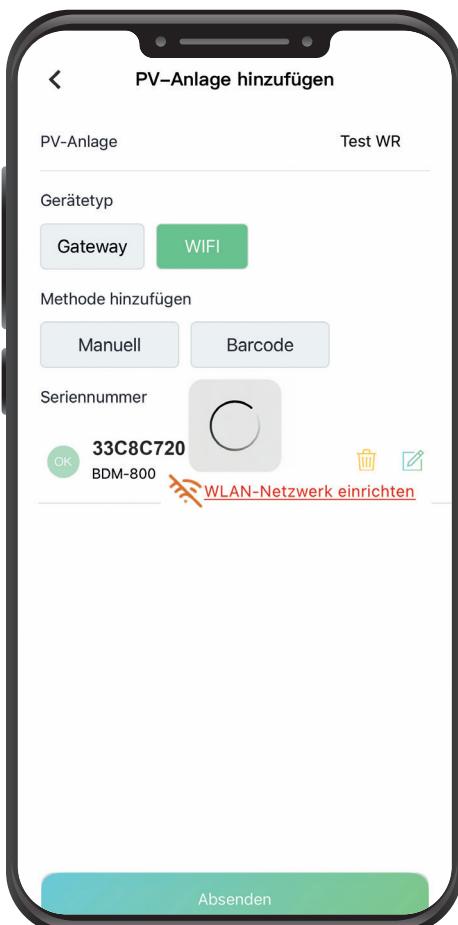 PV-Anlage hinzufügen
PV-Anlage Test WR
Gerätetyp
Gateway WIFI
Methode hinzufügen
Manuell Barcode
Seriennummer
OK 33C8C720
BDM-800
WLAN-Netzwerk einrichten
Absenden